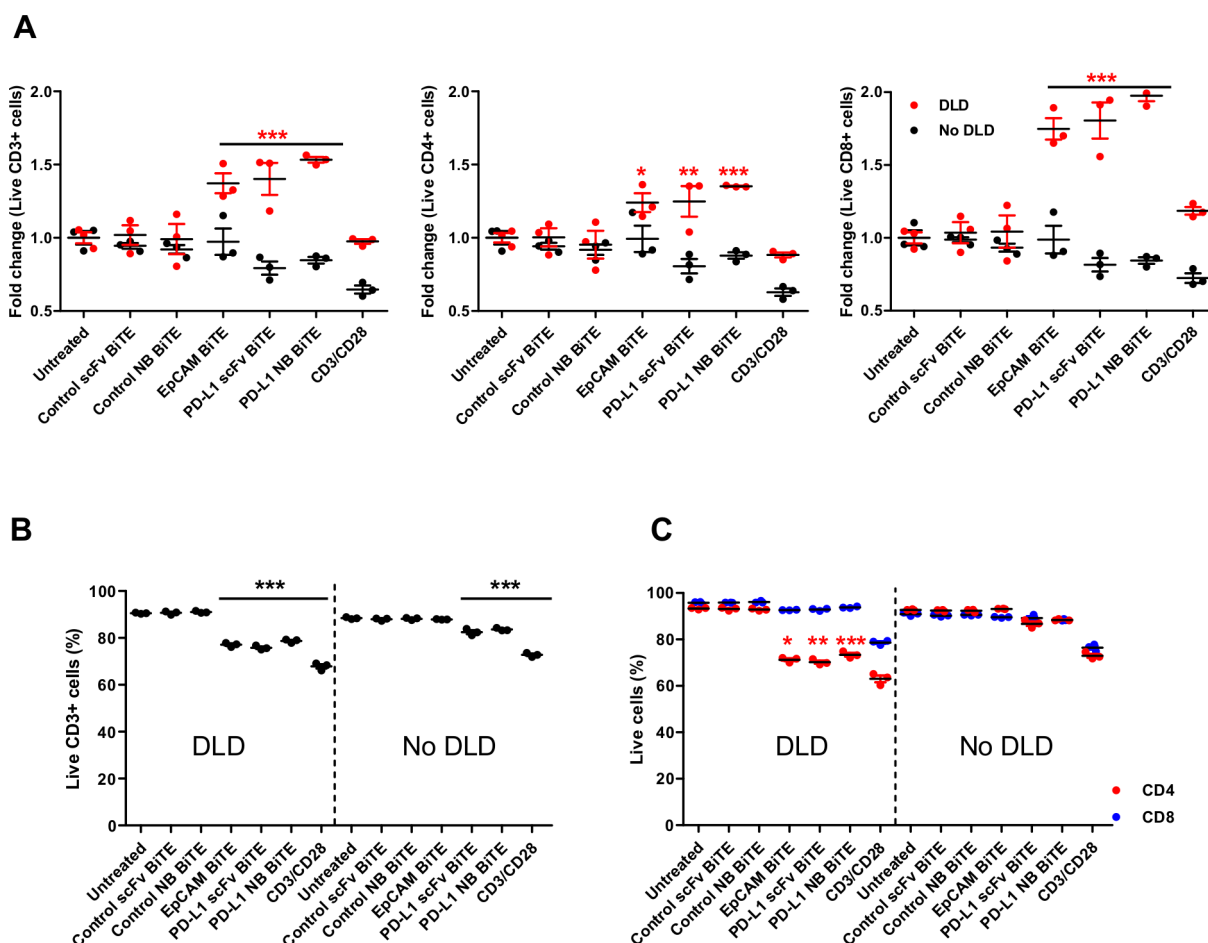 A
Fold change (Live CD3+ cells)
2.0
1.5
1.0
0.5
***
Untreated
Control scFv BiTE
Control NB BiTE
EpCAM BiTE
PD-L1 scFv BiTE
PD-L1 NB BiTE
CD3/CD28
Fold change (Live CD4+ cells)
2.0
1.5
1.0
0.5
* ** ***
Untreated
Control scFv BiTE
Control NB BiTE
EpCAM BiTE
PD-L1 scFv BiTE
PD-L1 NB BiTE
CD3/CD28
Fold change (Live CD8+ cells)
2.0
1.5
1.0
0.5
***
DLD
No DLD
Untreated
Control scFv BiTE
Control NB BiTE
EpCAM BiTE
PD-L1 scFv BiTE
PD-L1 NB BiTE
CD3/CD28
B
Live CD3+ cells (%)
100
80
60
40
20
0
*** ***
DLD No DLD
Untreated
Control scFv BiTE
Control NB BiTE
EpCAM BiTE
PD-L1 scFv BiTE
PD-L1 NB BiTE
CD3/CD28
Untreated
Control scFv BiTE
Control NB BiTE
EpCAM BiTE
PD-L1 scFv BiTE
PD-L1 NB BiTE
CD3/CD28
C
Live cells (%)
100
80
60
40
20
0
* ** ***
DLD No DLD
CD4
CD8
Untreated
Control scFv BiTE
Control NB BiTE
EpCAM BiTE
PD-L1 scFv BiTE
PD-L1 NB BiTE
CD3/CD28
Untreated
Control scFv BiTE
Control NB BiTE
EpCAM BiTE
PD-L1 scFv BiTE
PD-L1 NB BiTE
CD3/CD28